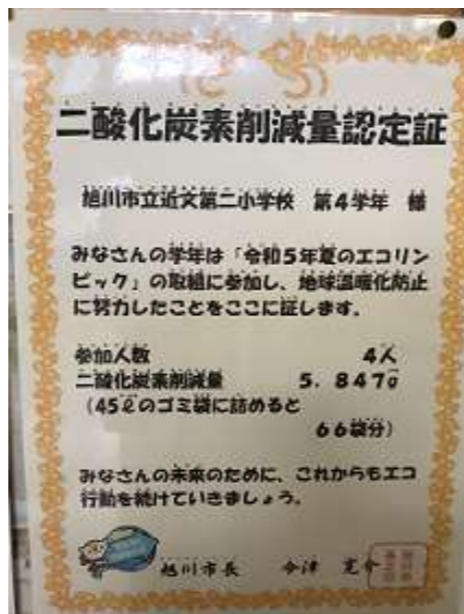 二酸化炭素削減量認定証
旭川市立近文第二小学校 第4学年 様
みなさんの学年は「令和5年夏のエコリン
ピック」の取組に参加し、地球温暖化防止
に努力したことをここに証します。
参加人数 4人
二酸化炭素削減量 5.847g
(45ℓのゴミ袋に詰めると
66袋分)
みなさんの未来のために、これからもエコ
行動を続けていきましょう。
旭川市長 今津 寛介